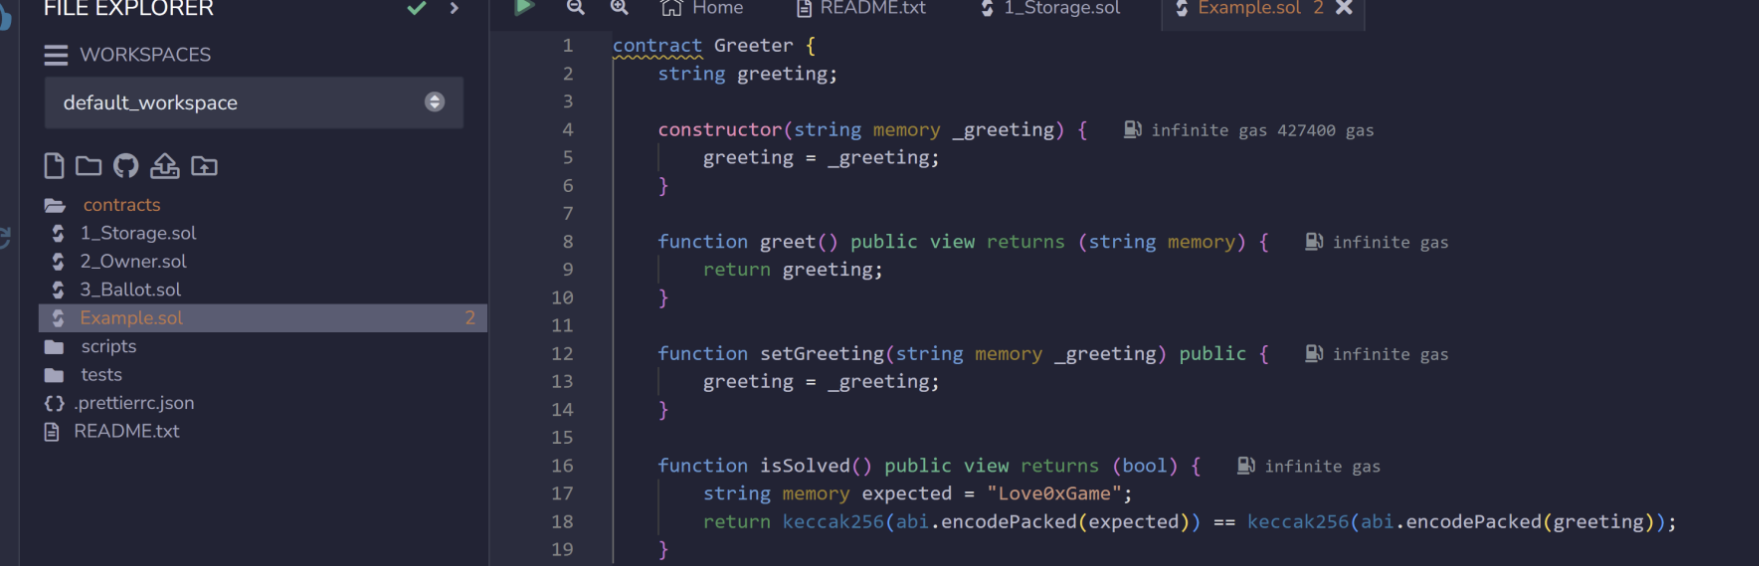 FILE EXPLORER
WORKSPACES
default_workspace
contracts
1_Storage.sol
2_Owner.sol
3_Ballot.sol
Example.sol 2
scripts
tests
{} .prettierrc.json
README.txt
Home README.txt 1_Storage.sol Example.sol 2
1 contract Greeter {
2 string greeting;
3
4 constructor(string memory _greeting) { infinite gas 427400 gas
5 greeting = _greeting;
6 }
7
8 function greet() public view returns (string memory) { infinite gas
9 return greeting;
10 }
11
12 function setGreeting(string memory _greeting) public { infinite gas
13 greeting = _greeting;
14 }
15
16 function isSolved() public view returns (bool) { infinite gas
17 string memory expected = "Love0xGame";
18 return keccak256(abi.encodePacked(expected)) == keccak256(abi.encodePacked(greeting));
19 }